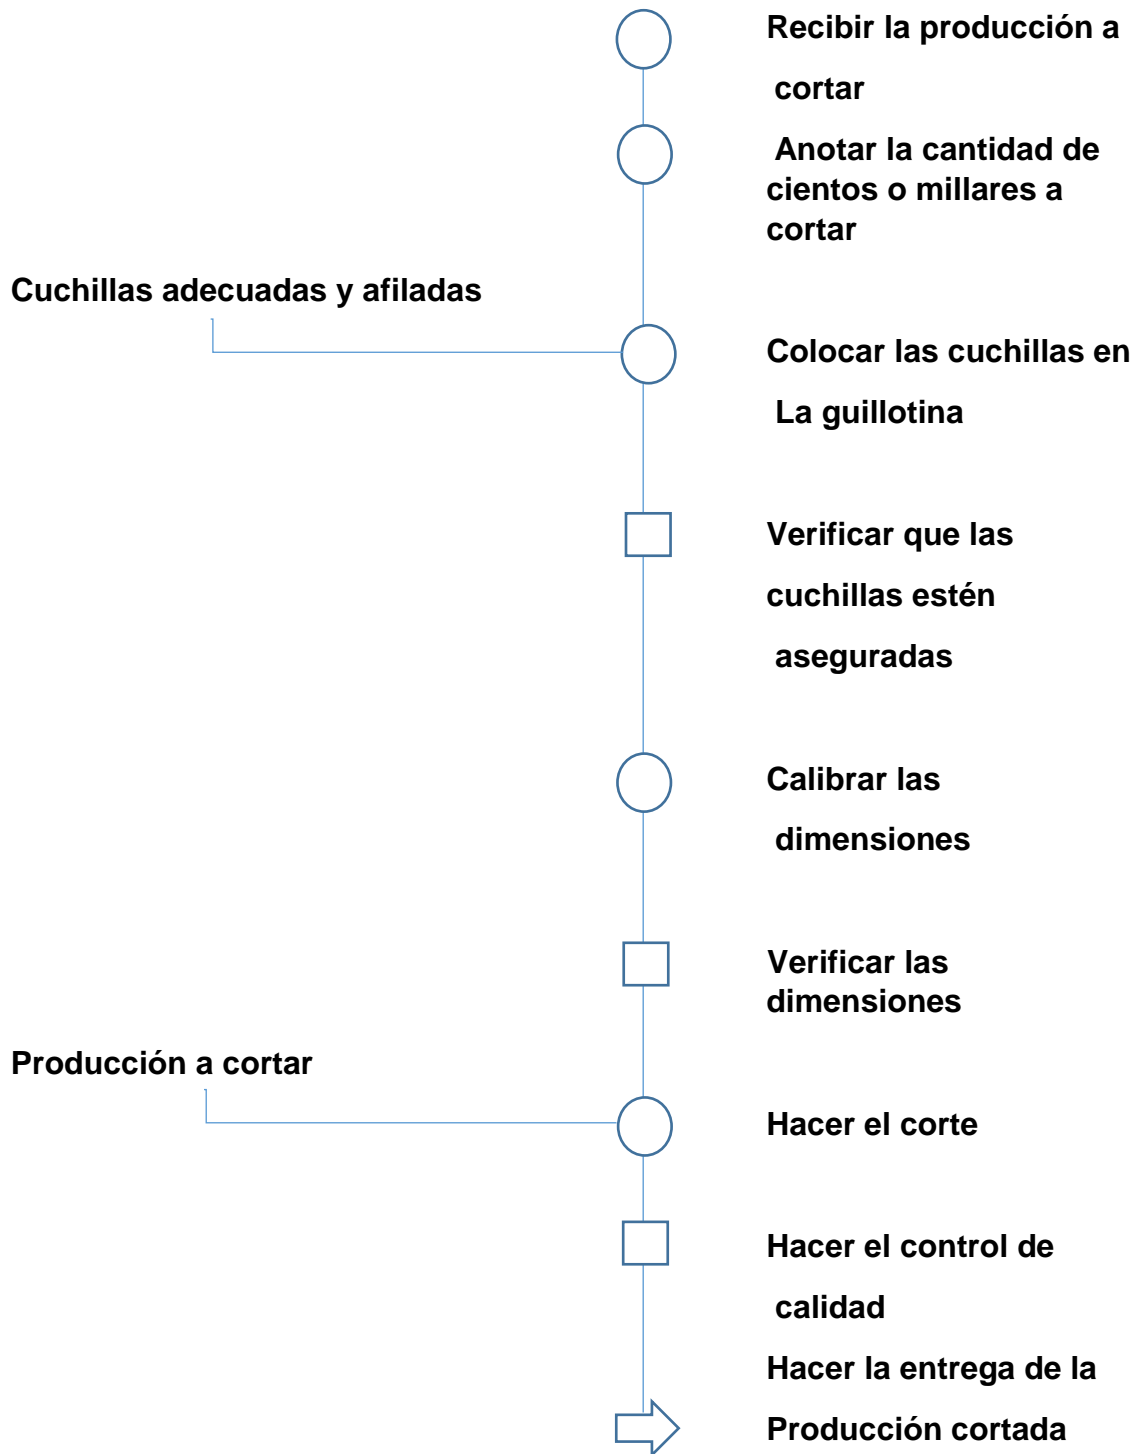 Recibir la producción a
cortar
Anotar la cantidad de
cientos o millares a
cortar
Cuchillas adecuadas y afiladas
Colocar las cuchillas en
La guillotina
Verificar que las
cuchillas estén
aseguradas
Calibrar las
dimensiones
Verificar las
dimensiones
Producción a cortar
Hacer el corte
Hacer el control de
calidad
Hacer la entrega de la
Producción cortada